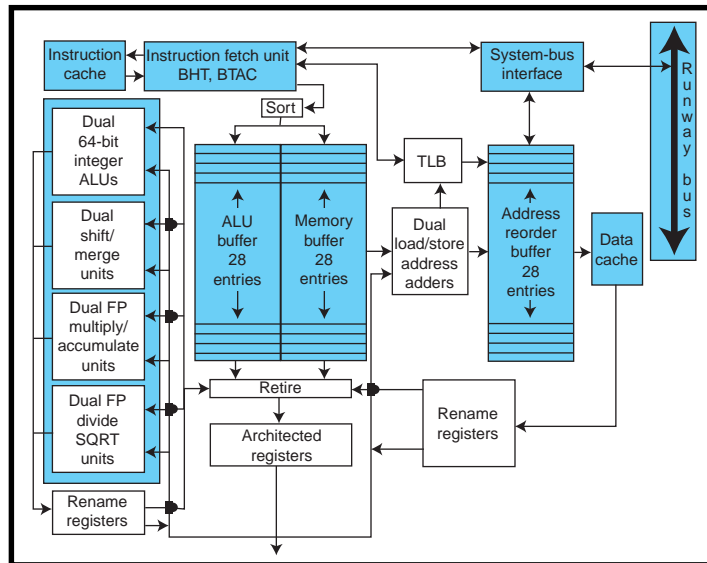 Instruction
cache
Instruction fetch unit
BHT, BTAC
System-bus
interface
Runway bus
Sort
Dual
64-bit
integer
ALUs
Dual
shift/
merge
units
Dual FP
multiply/
accumulate
units
Dual FP
divide
SQRT
units
ALU
buffer
28
entries
Memory
buffer
28
entries
TLB
Dual
load/store
address
adders
Address
reorder
buffer
28
entries
Data
cache
Retire
Architected
registers
Rename
registers
Rename
registers